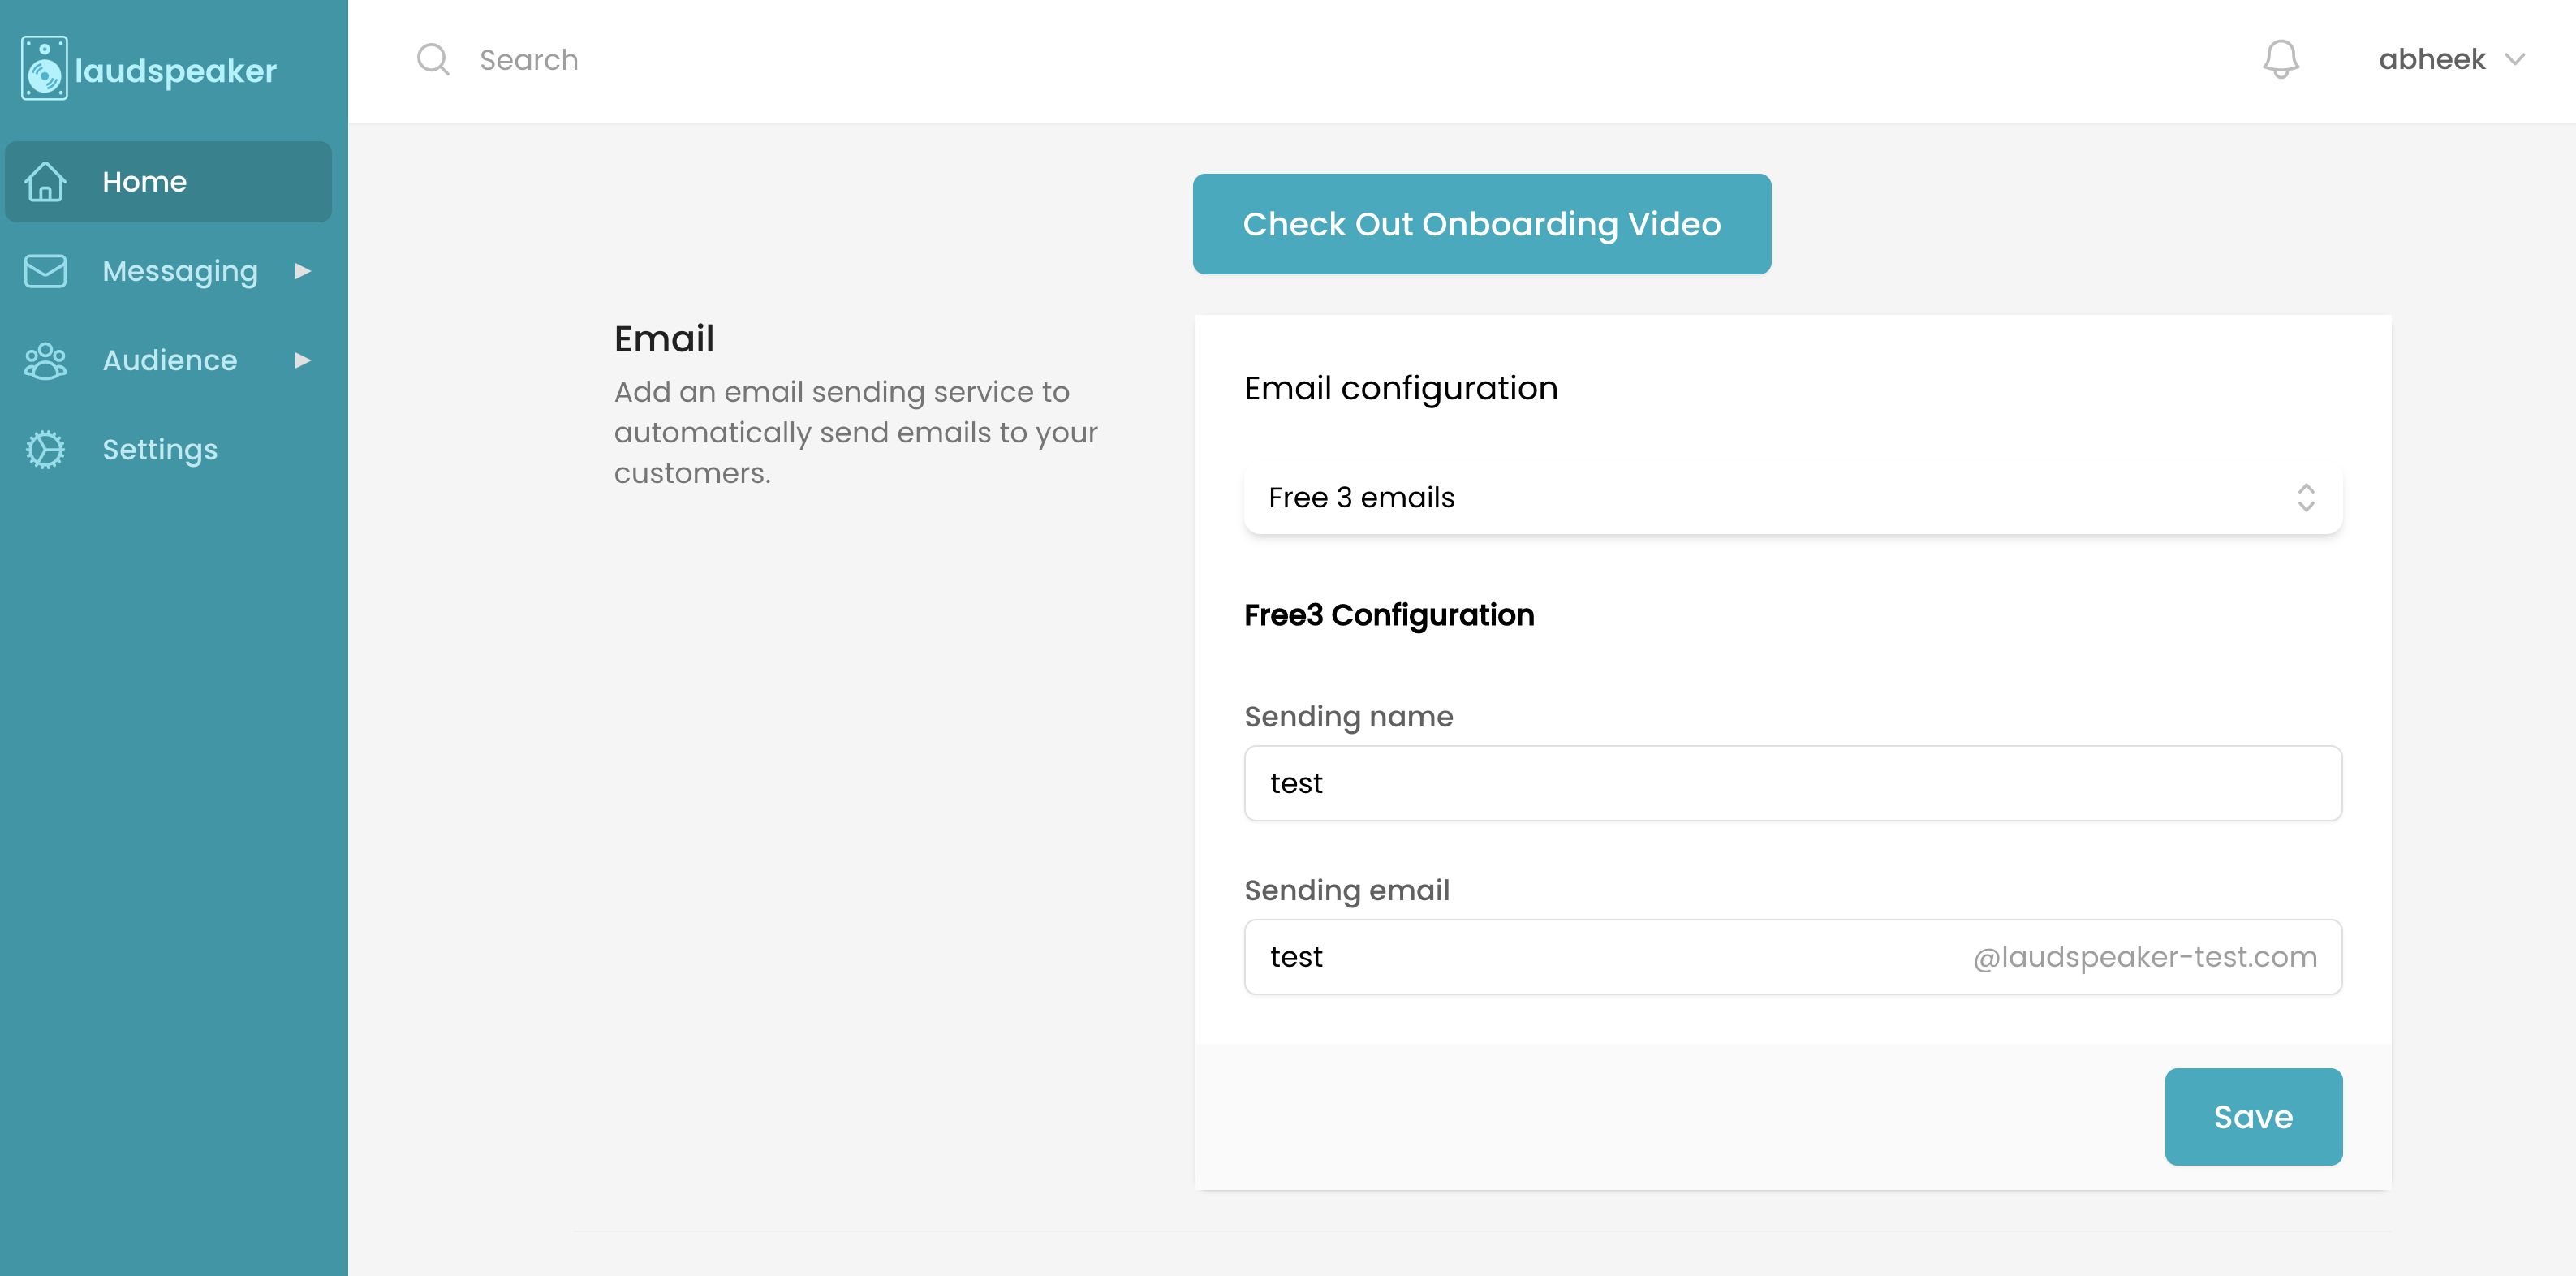 laudspeaker
Search
abheek
Home
Messaging
Audience
Settings
Check Out Onboarding Video
Email
Add an email sending service to
automatically send emails to your
customers.
Email configuration
Free 3 emails
Free3 Configuration
Sending name
test
Sending email
test @laudspeaker-test.com
Save